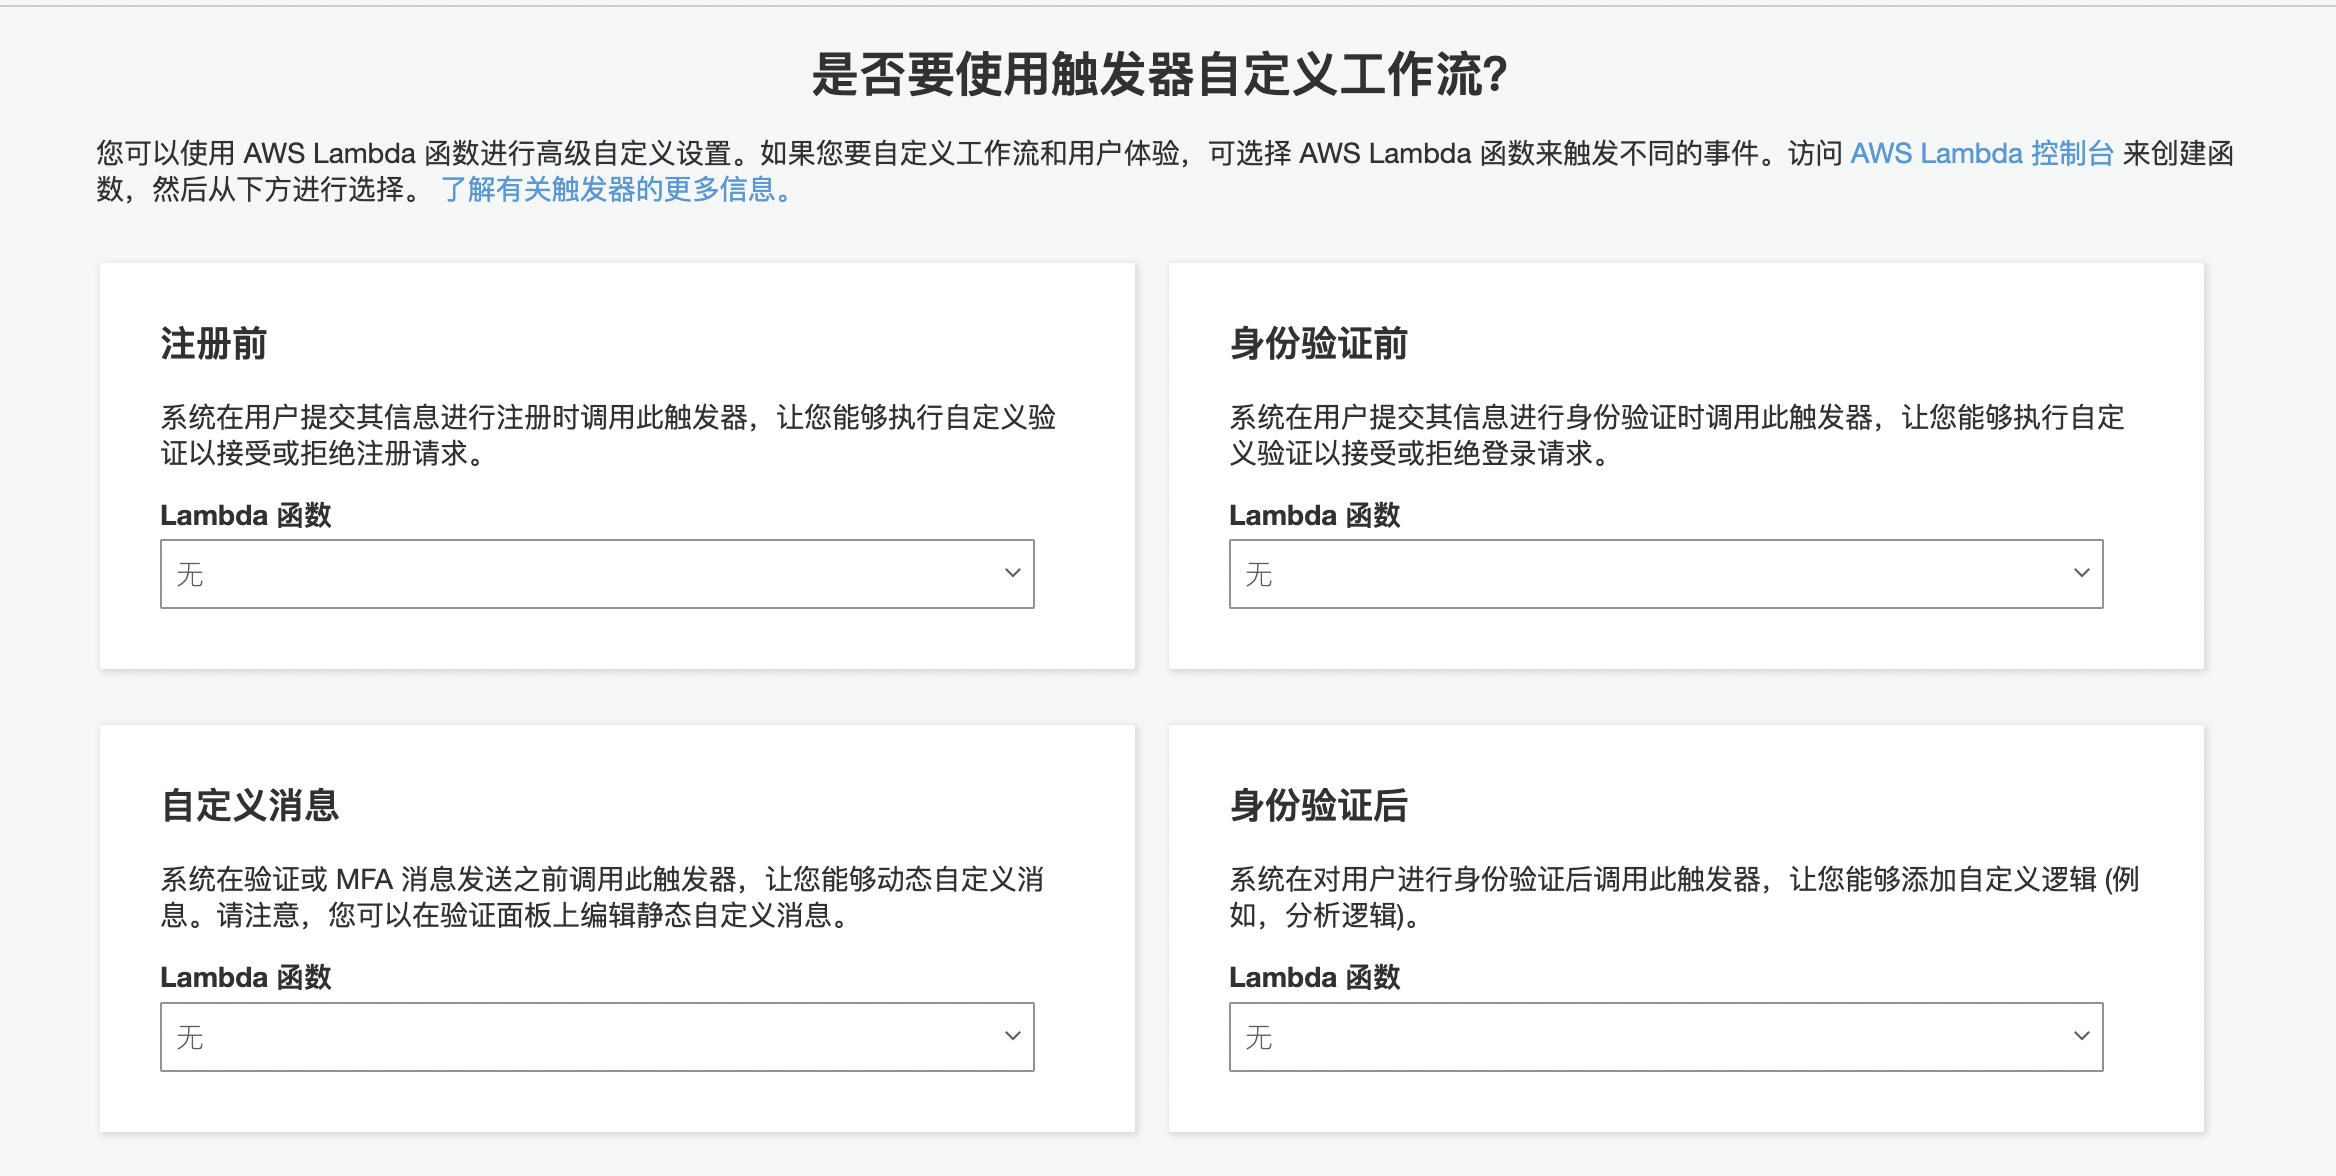 是否要使用触发器自定义工作流?
您可以使用 AWS Lambda 函数进行高级自定义设置。如果您要自定义工作流和用户体验，可选择 AWS Lambda 函数来触发不同的事件。访问 AWS Lambda 控制台 来创建函
数，然后从下方进行选择。 了解有关触发器的更多信息。
注册前
系统在用户提交其信息进行注册时调用此触发器，让您能够执行自定义验
证以接受或拒绝注册请求。
Lambda 函数
无
身份验证前
系统在用户提交其信息进行身份验证时调用此触发器，让您能够执行自定
义验证以接受或拒绝登录请求。
Lambda 函数
无
自定义消息
系统在验证或 MFA 消息发送之前调用此触发器，让您能够动态自定义消
息。请注意，您可以在验证面板上编辑静态自定义消息。
Lambda 函数
无
身份验证后
系统在对用户进行身份验证后调用此触发器，让您能够添加自定义逻辑 (例
如，分析逻辑)。
Lambda 函数
无